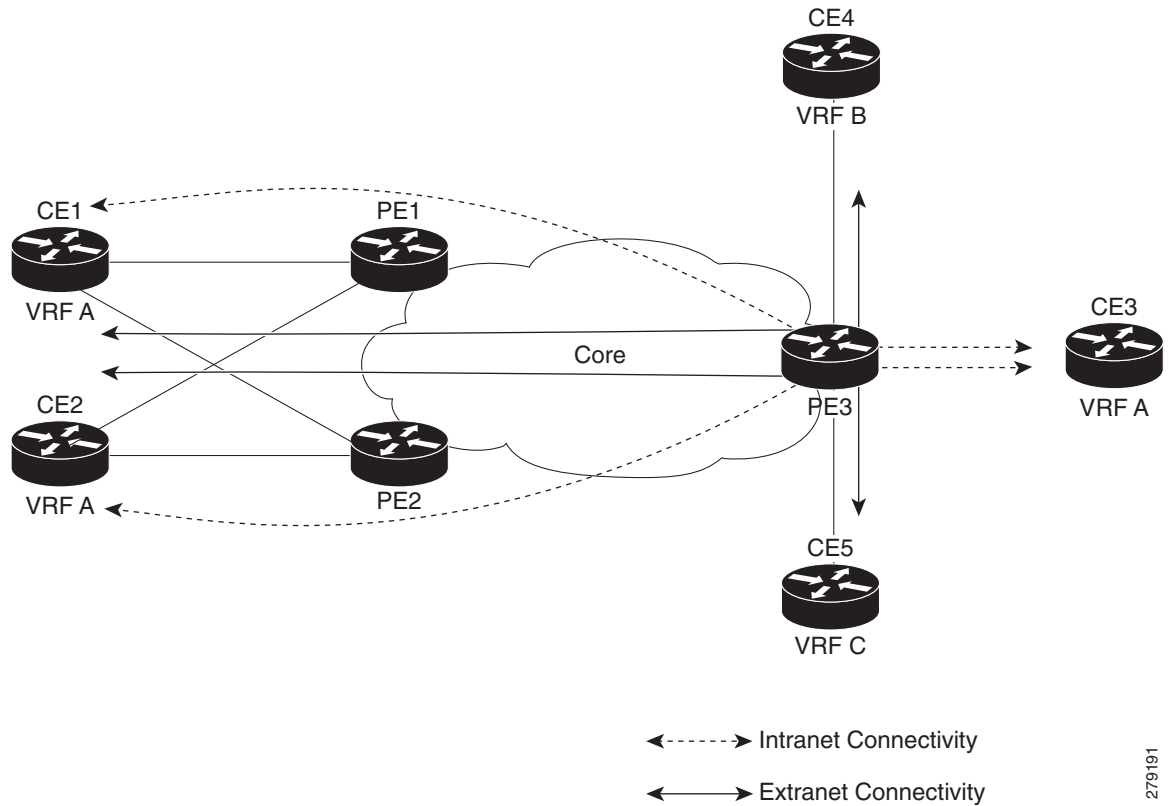 CE4
VRF B
CE1
PE1
VRF A
CE3
Core
CE2
PE3
VRF A
VRF A
PE2
CE5
VRF C
Intranet Connectivity
Extranet Connectivity
279191